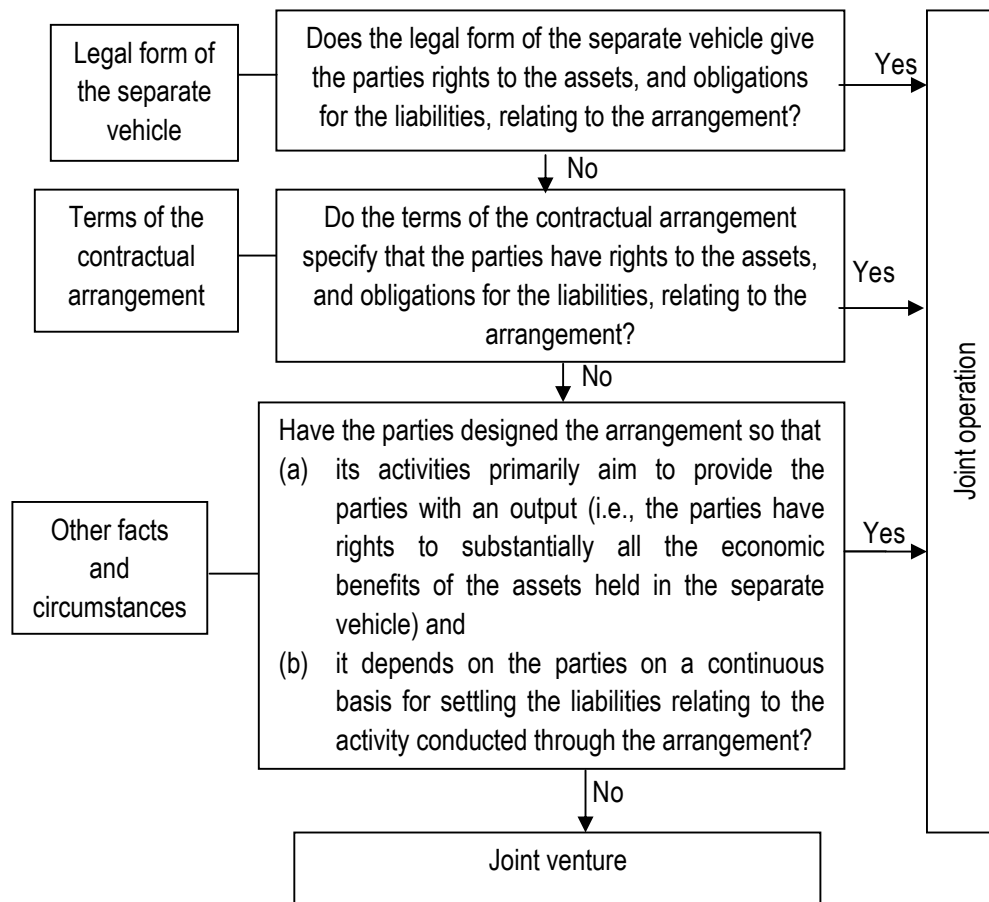 Legal form of
the separate
vehicle
Does the legal form of the separate vehicle give
the parties rights to the assets, and obligations
for the liabilities, relating to the arrangement?
Yes
No
Terms of the
contractual
arrangement
Do the terms of the contractual arrangement
specify that the parties have rights to the assets,
and obligations for the liabilities, relating to the
arrangement?
Yes
No
Joint operation
Other facts
and
circumstances
Have the parties designed the arrangement so that
(a) its activities primarily aim to provide the
parties with an output (i.e., the parties have
rights to substantially all the economic
benefits of the assets held in the separate
vehicle) and
(b) it depends on the parties on a continuous
basis for settling the liabilities relating to the
activity conducted through the arrangement?
Yes
No
Joint venture